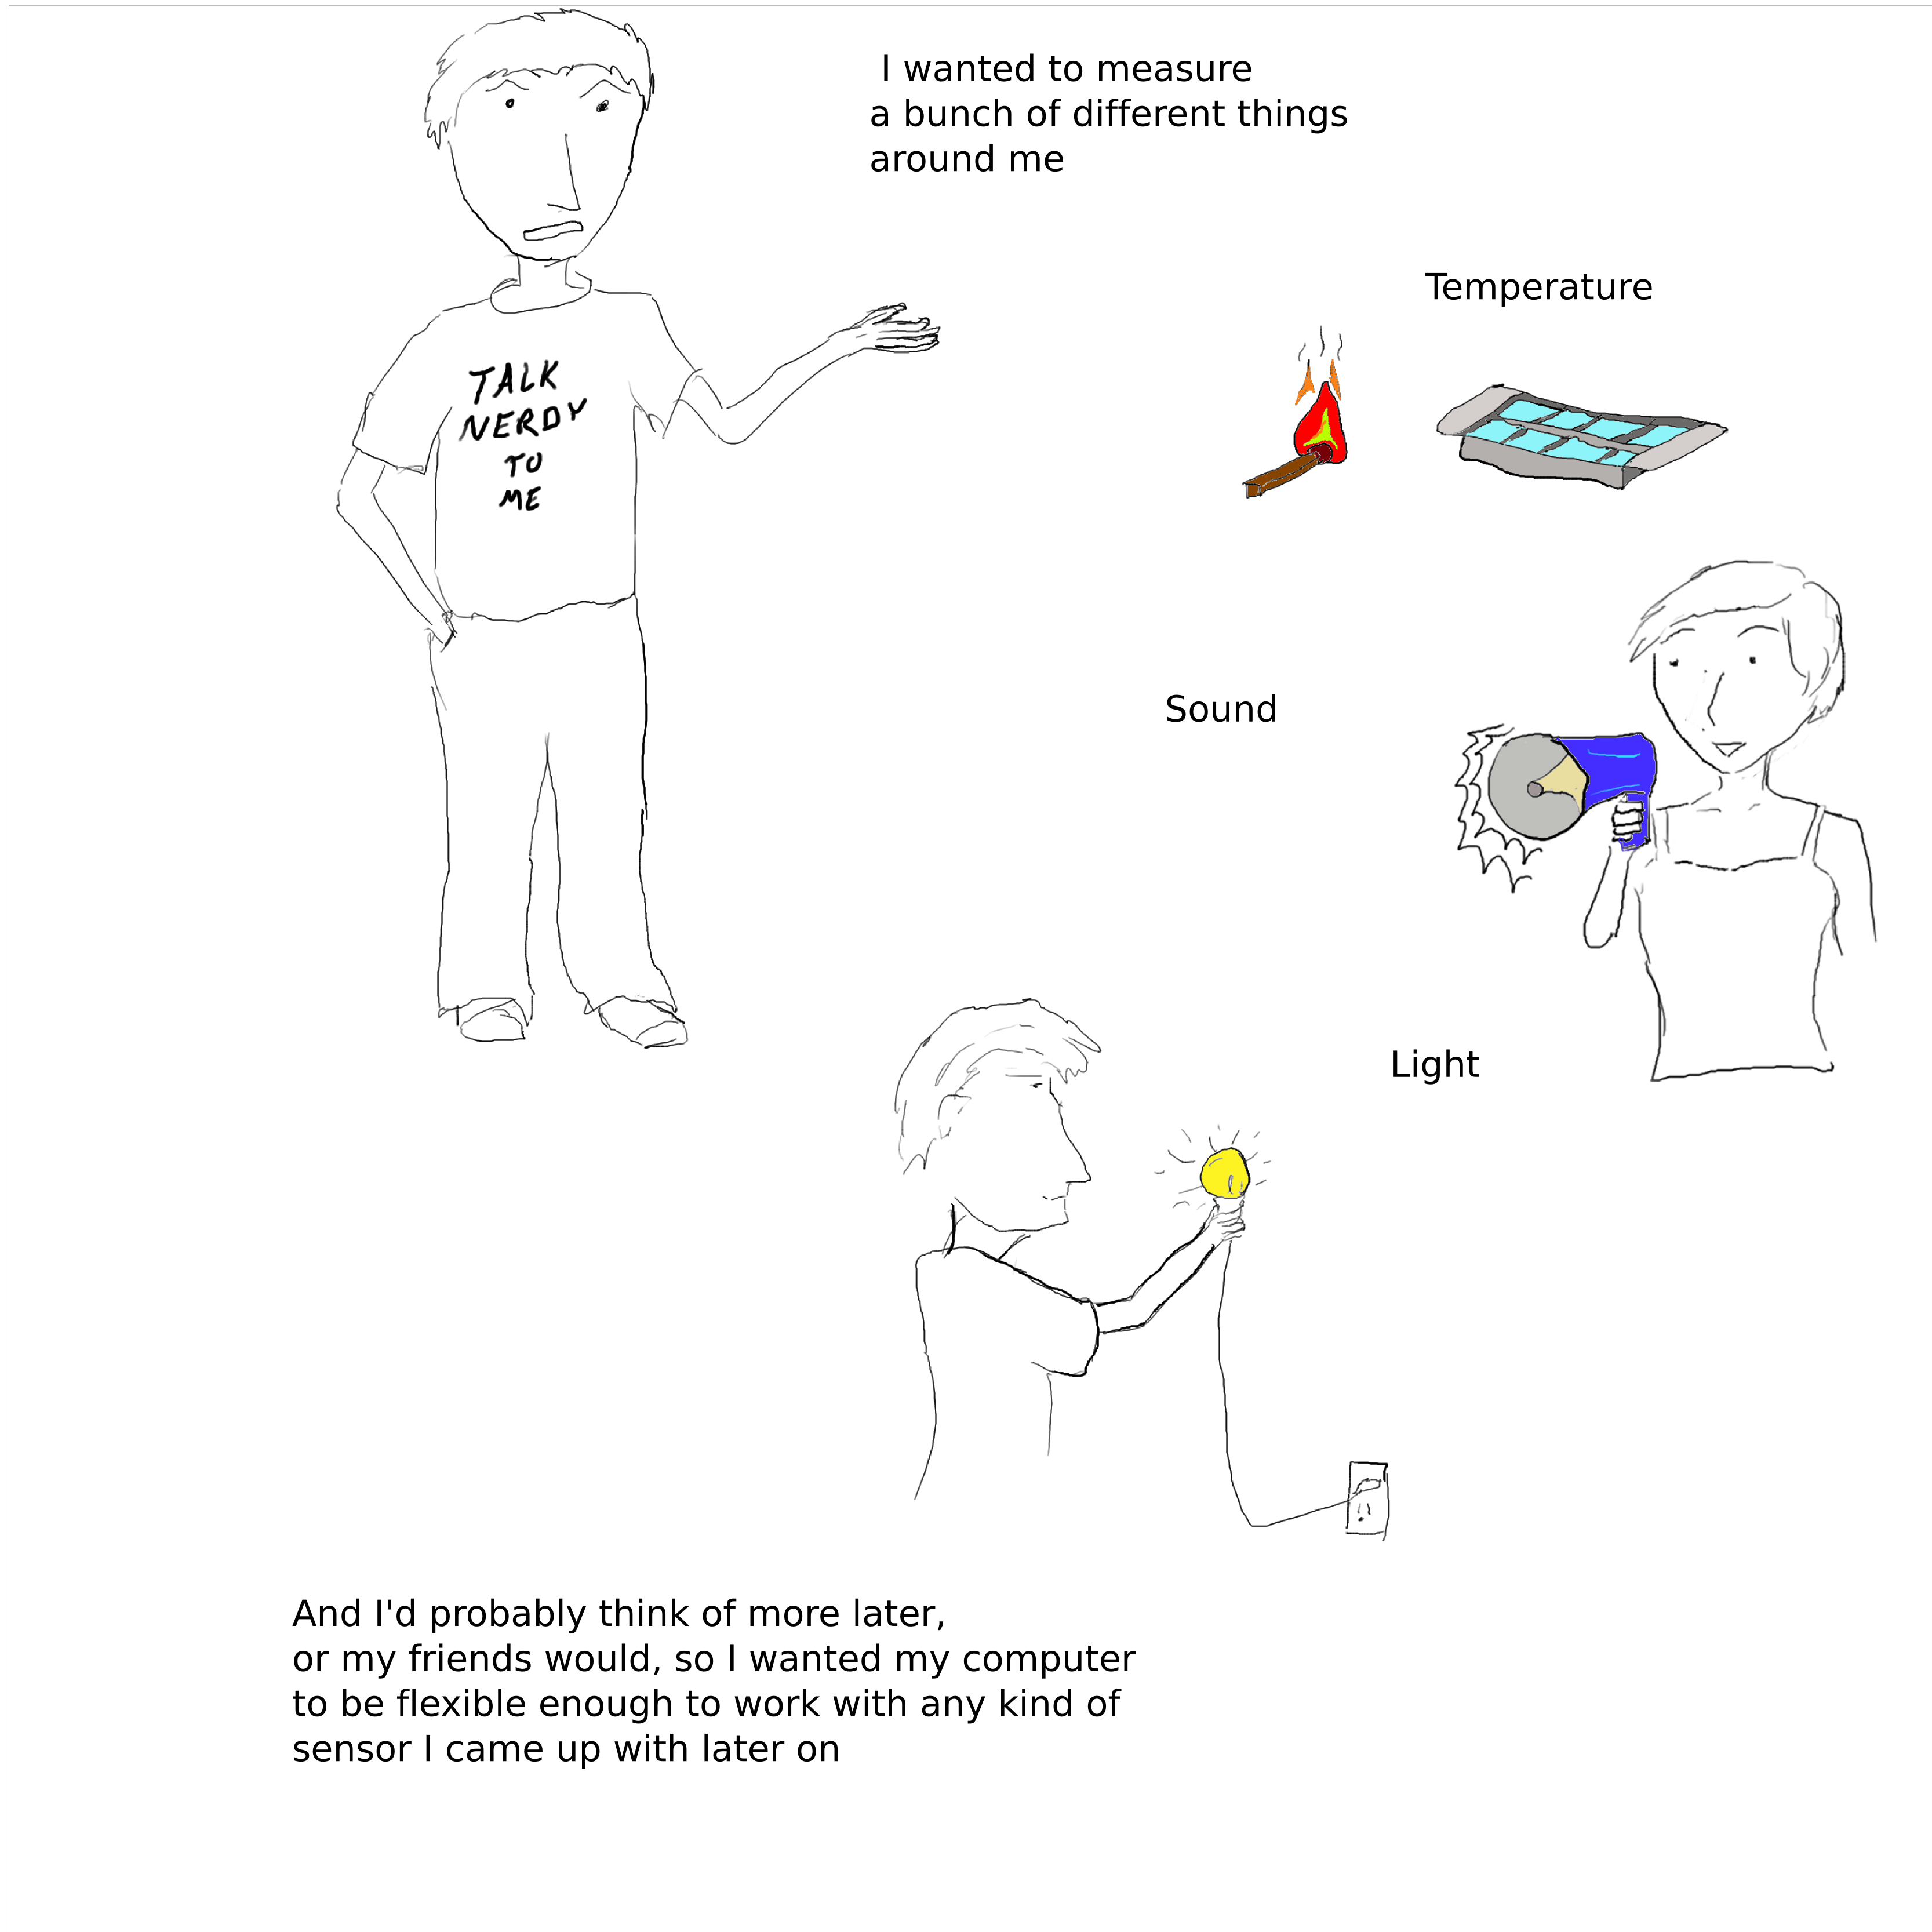 I wanted to measure
a bunch of different things
around me
TALK
NERDY
TO
ME
Temperature
Sound
Light
And I'd probably think of more later,
or my friends would, so I wanted my computer
to be flexible enough to work with any kind of
sensor I came up with later on